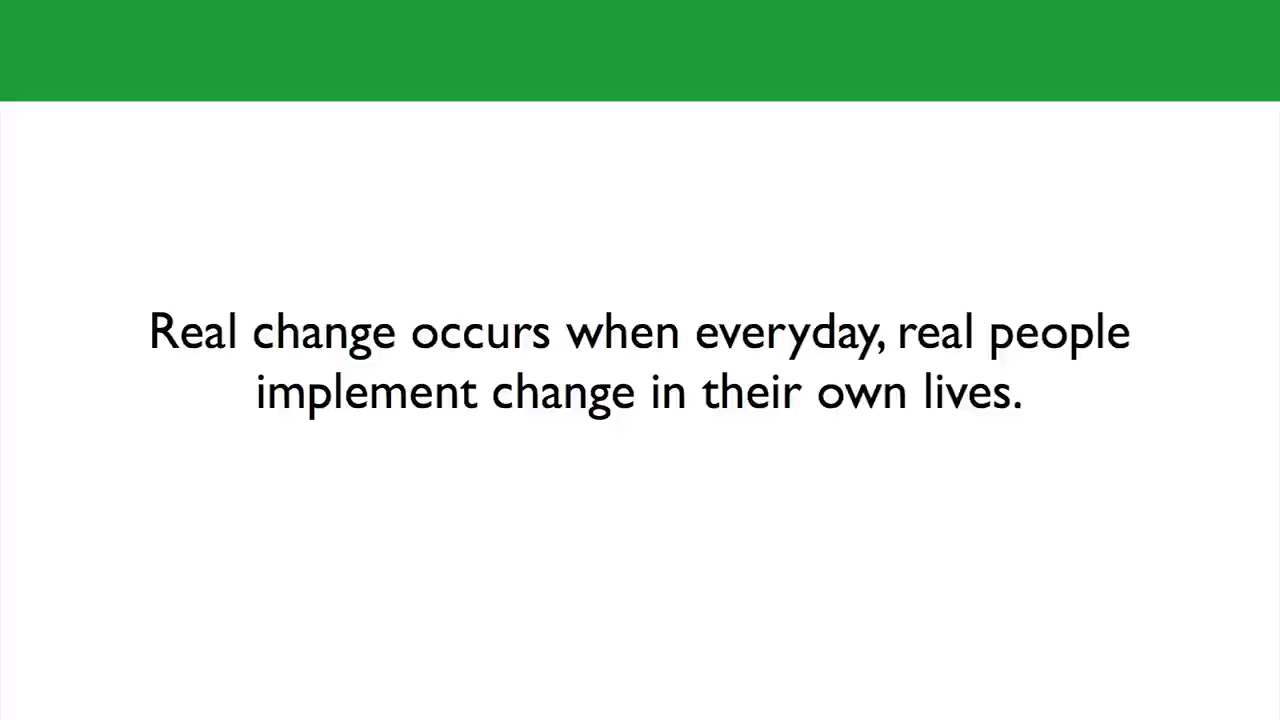 Real change occurs when everyday, real people
implement change in their own lives.